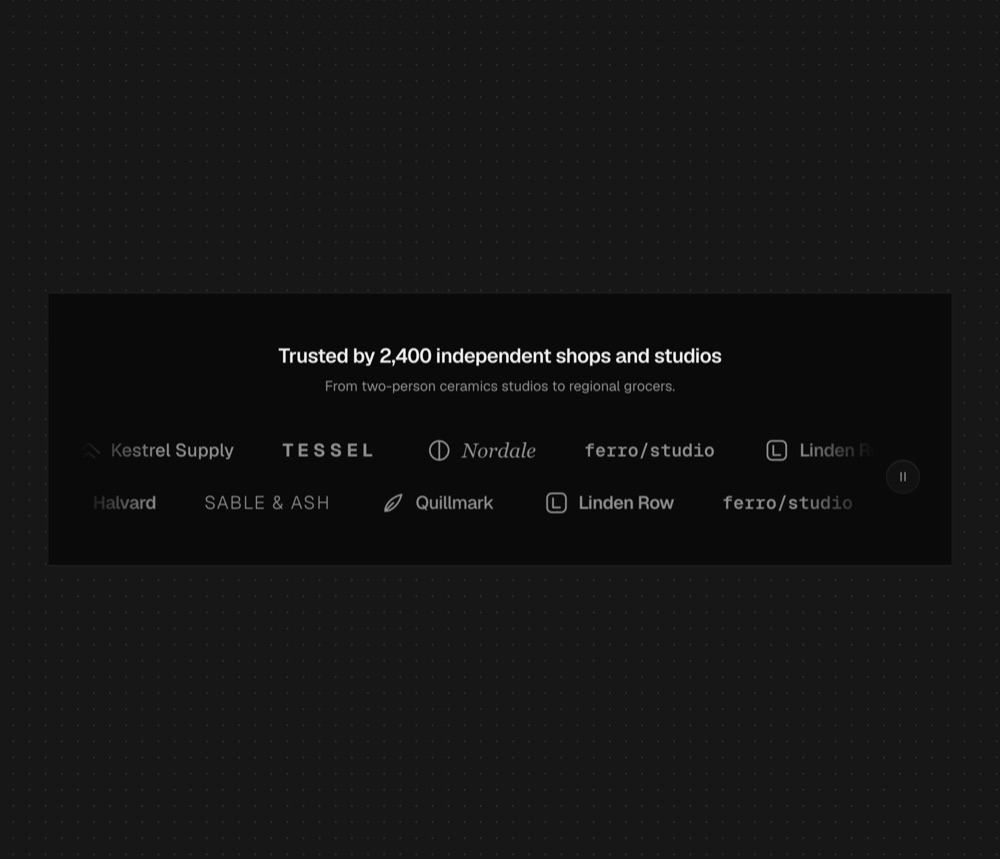 Trusted by 2,400 independent shops and studios
From two-person ceramics studios to regional grocers.
Kestrel Supply TESSEL Nordale ferro/studio L Linden R
Halvard SABLE & ASH Quillmark L Linden Row ferro/studio